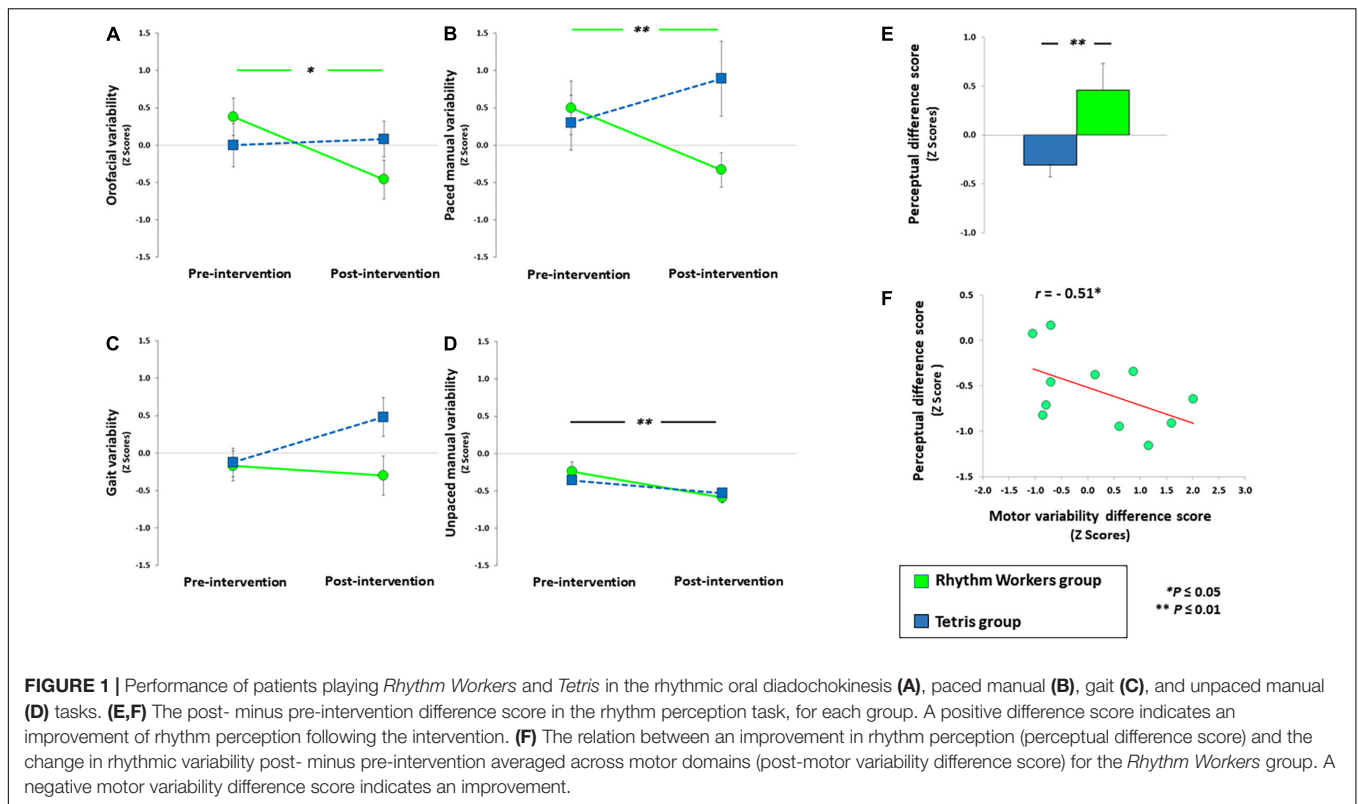 A
Orofacial variability
(Z Scores)
1.5
1.0
0.5
0.0
-0.5
-1.0
-1.5
*
Pre-intervention
Post-intervention
B
Paced manual variability
(Z Scores)
1.5
1.0
0.5
0.0
-0.5
-1.0
-1.5
**
Pre-intervention
Post-intervention
E
Perceptual difference score
(Z Scores)
1.0
0.5
0.0
-0.5
-1.0
**
C
Gait variability
(Z Scores)
1.5
1.0
0.5
0.0
-0.5
-1.0
-1.5
Pre-intervention
Post-intervention
D
Unpaced manual variability
(Z Scores)
1.5
1.0
0.5
0.0
-0.5
-1.0
-1.5
**
Pre-intervention
Post-intervention
F
r = - 0.51*
Perceptual difference score
(Z Score )
0.5
0.0
-0.5
-1.0
-1.5
-2.0 -1.5 -1.0 -0.5 0.0 0.5 1.0 1.5 2.0 2.5 3.0
Motor variability difference score
(Z Scores)
Rhythm Workers group
Tetris group
*P ≤ 0.05
** P ≤ 0.01
FIGURE 1 | Performance of patients playing Rhythm Workers and Tetris in the rhythmic oral diadochokinesis (A), paced manual (B), gait (C), and unpaced manual
(D) tasks. (E,F) The post- minus pre-intervention difference score in the rhythm perception task, for each group. A positive difference score indicates an
improvement of rhythm perception following the intervention. (F) The relation between an improvement in rhythm perception (perceptual difference score) and the
change in rhythmic variability post- minus pre-intervention averaged across motor domains (post-motor variability difference score) for the Rhythm Workers group. A
negative motor variability difference score indicates an improvement.